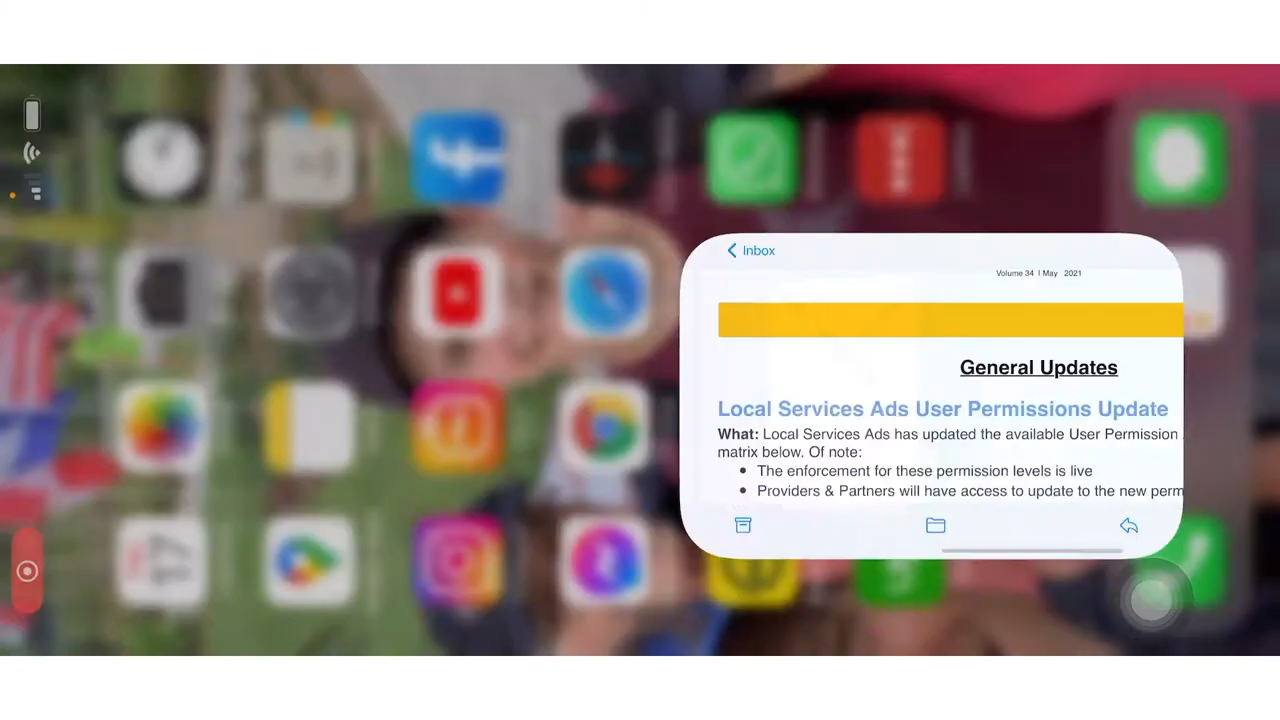 Inbox
Volume 34 | May 2021
General Updates
Local Services Ads User Permissions Update
What: Local Services Ads has updated the available User Permission
matrix below. Of note:
The enforcement for these permission levels is live
Providers & Partners will have access to update to the new perm